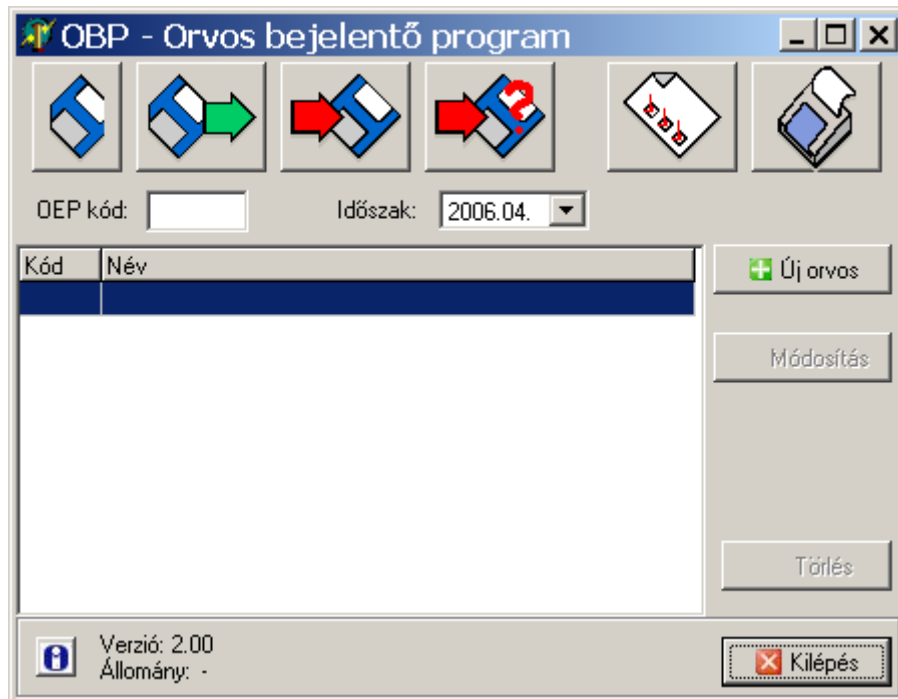 OBP - Orvos bejelentő program
OEP kód:
Időszak: 2006.04.
Kód Név
Új orvos
Módosítás
Törlés
Verzió: 2.00
Állomány: -
Kilépés